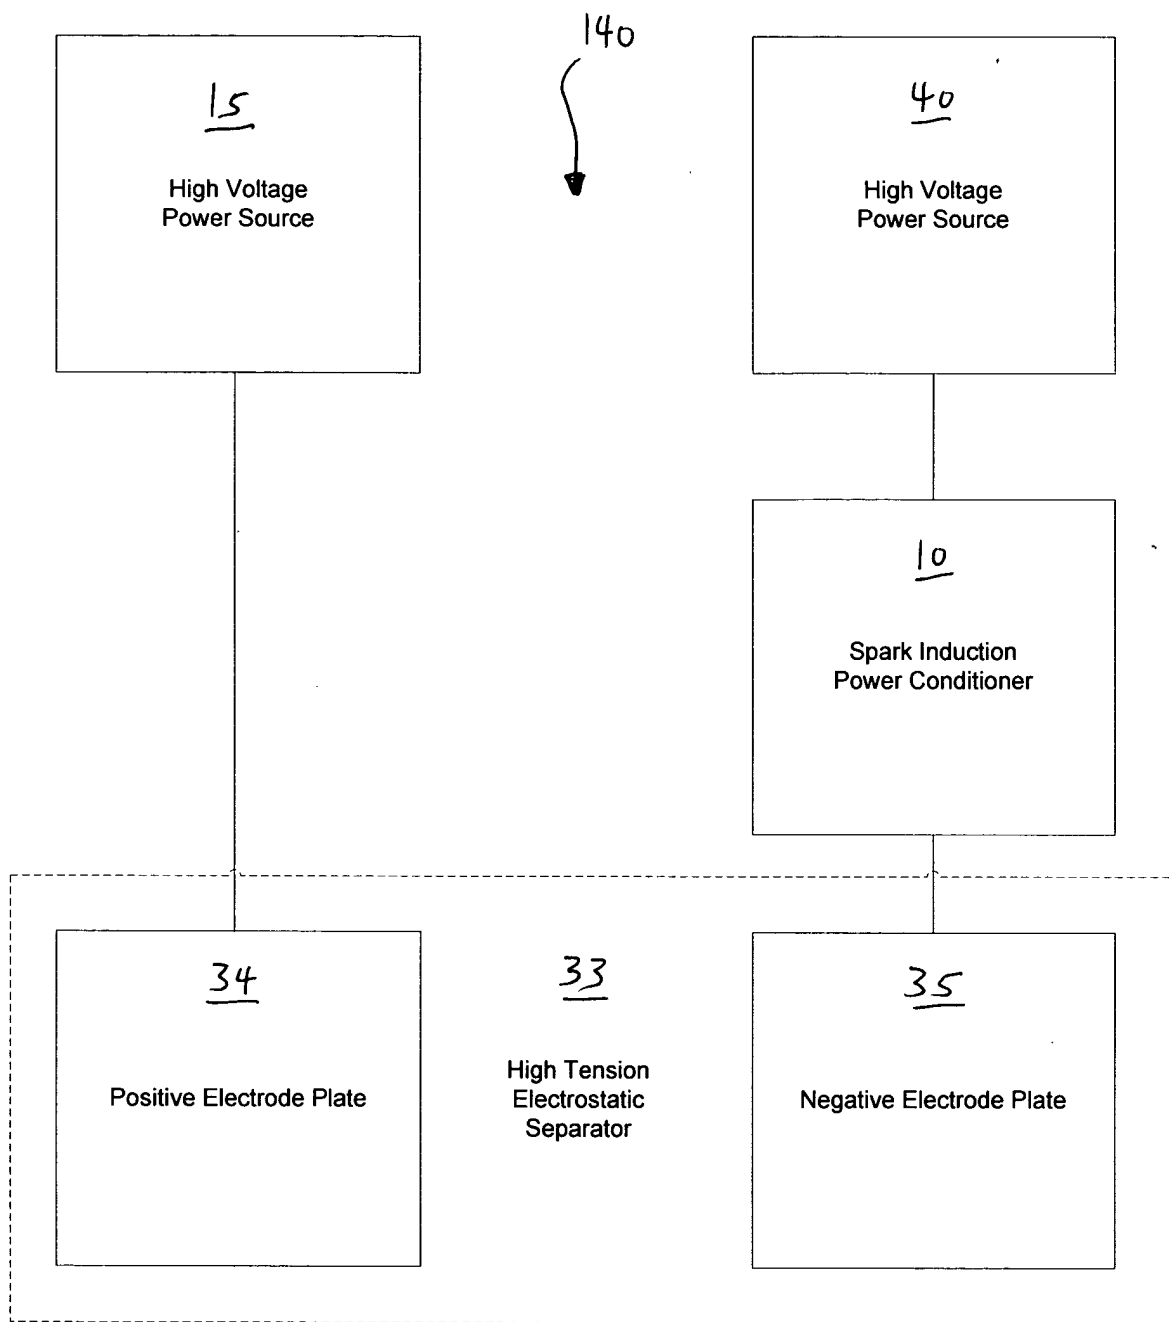 140
15
High Voltage
Power Source
40
High Voltage
Power Source
10
Spark Induction
Power Conditioner
34
Positive Electrode Plate
33
High Tension
Electrostatic
Separator
35
Negative Electrode Plate